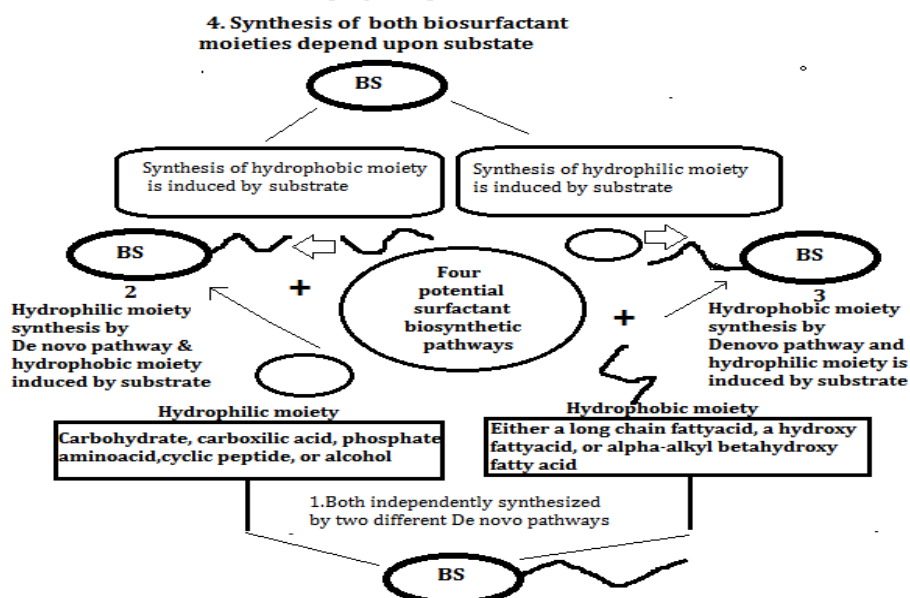 4. Synthesis of both biosurfactant
moieties depend upon substate
BS
Synthesis of hydrophobic moiety
is induced by substrate
Synthesis of hydrophilic moiety
is induced by substrate
BS
BS
Four
potential
surfactant
biosynthetic
pathways
+
+
2
Hydrophilic moiety
synthesis by
De novo pathway &
hydrophobic moiety
induced by substrate
3
Hydrophobic moiety
synthesis by
Denovo pathway and
hydrophilic moiety is
induced by substrate
Hydrophilic moiety
Carbohydrate, carboxilic acid, phosphate
aminoacid,cyclic peptide, or alcohol
Hydrophobic moiety
Either a long chain fattyacid, a hydroxy
fattyacid, or alpha-alkyl betahydroxy
fatty acid
1.Both independently synthesized
by two different De novo pathways
BS